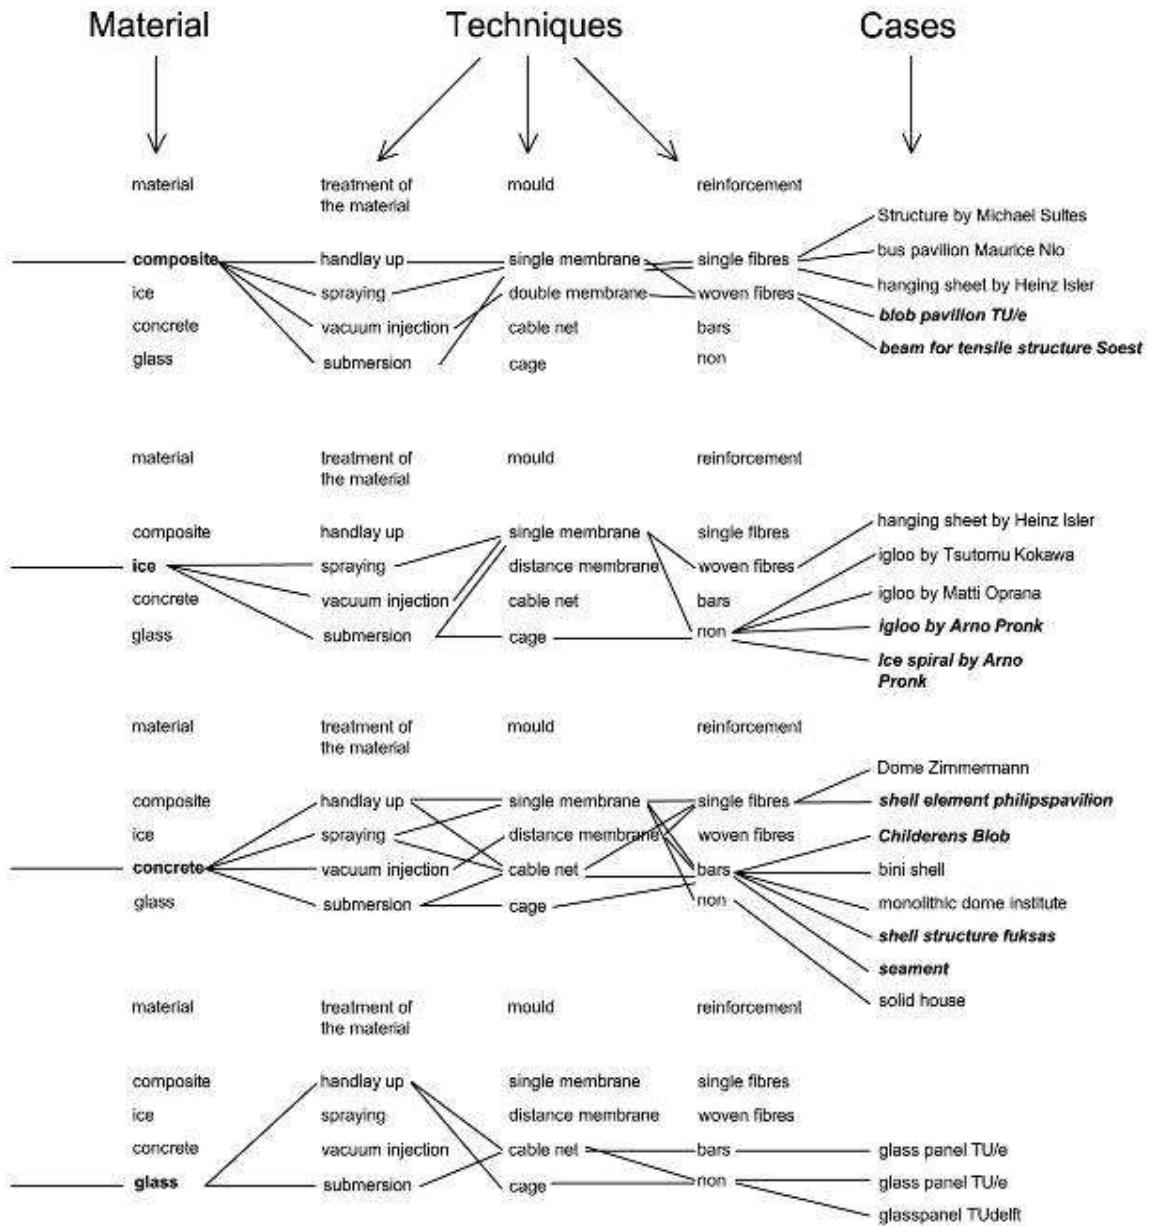 Material Techniques Cases
material treatment of the material mould reinforcement
Structure by Michael Sultes
composite handlay up single membrane single fibres bus pavilion Maurice Nio
ice spraying double membrane woven fibres hanging sheet by Heinz Isler
blob pavilion TU/e
concrete vacuum injection cable net bars beam for tensile structure Soest
glass submersion cage non
material treatment of the material mould reinforcement
composite handlay up single membrane single fibres hanging sheet by Heinz Isler
ice spraying distance membrane woven fibres igloo by Tsutomu Kokawa
concrete vacuum injection cable net bars igloo by Matti Oprana
glass submersion cage non igloo by Arno Pronk
Ice spiral by Arno
Pronk
material treatment of the material mould reinforcement
Dome Zimmermann
composite handlay up single membrane single fibres shell element philipspavilion
ice spraying distance membrane woven fibres Childerens Blob
concrete vacuum injection cable net bars bini shell
glass submersion cage non monolithic dome institute
shell structure fuksas
seament
solid house
material treatment of the material mould reinforcement
composite handlay up single membrane single fibres
ice spraying distance membrane woven fibres
concrete vacuum injection cable net bars glass panel TU/e
glass submersion cage non glass panel TU/e
glasspanel TUdelft